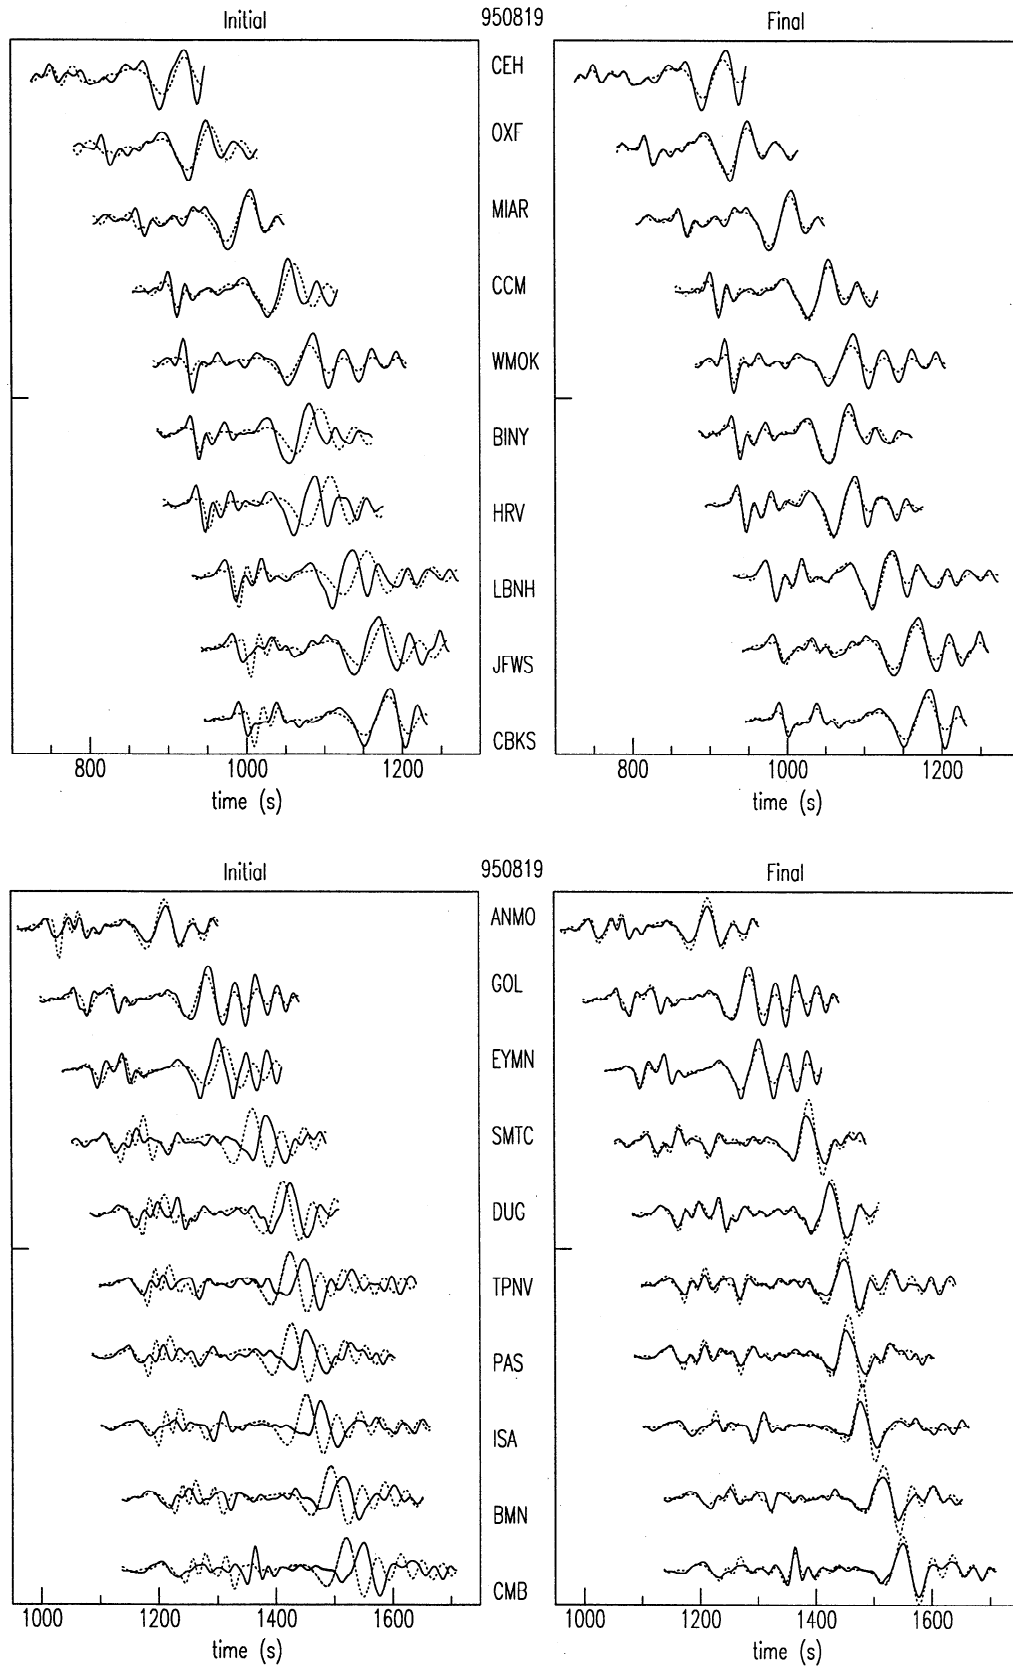 Initial 950819 Final
CEH
OXF
MIAR
CCM
WMOK
BINY
HRV
LBNH
JFWS
CBKS
800 1000 1200 800 1000 1200
time (s) time (s)
Initial 950819 Final
ANMO
GOL
EYMN
SMTC
DUG
TPNV
PAS
ISA
BMN
CMB
1000 1200 1400 1600 1000 1200 1400 1600
time (s) time (s)